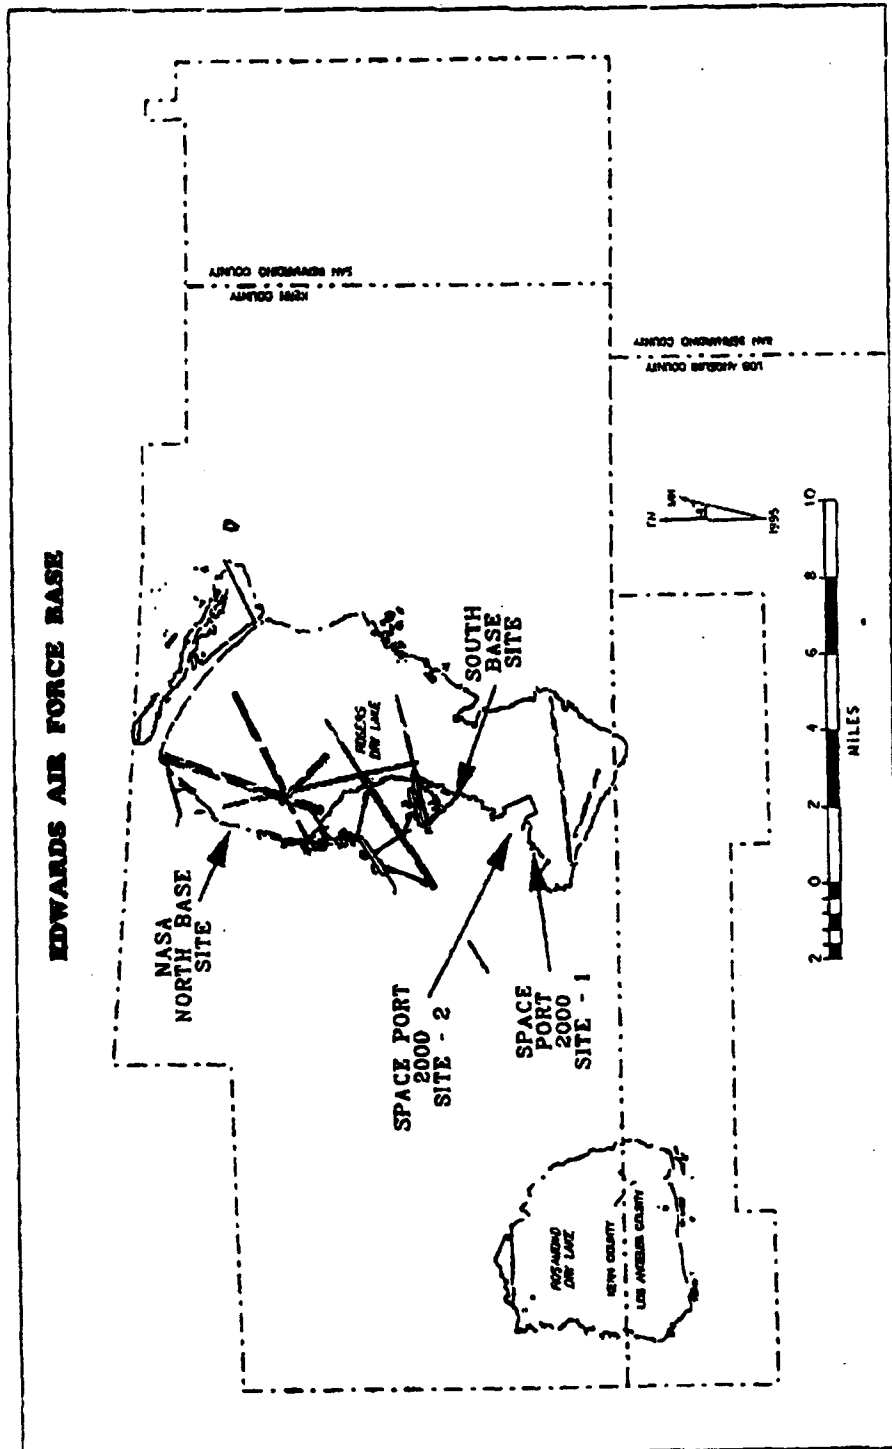 EDWARDS AIR FORCE BASE
NASA
NORTH BASE
SITE
SPACE PORT
2000
SITE - 2
SPACE
PORT
2000
SITE - 1
SOUTH
BASE
SITE
ROGERS
DRY LAKE
ROSAMOND
DRY LAKE
KERN COUNTY
LOS ANGELES COUNTY
KERN COUNTY
SAN BERNARDINO COUNTY
LOS ANGELES COUNTY
SAN BERNARDINO COUNTY
TN
MN
1995
2 0 2 4 6 8 10
MILES